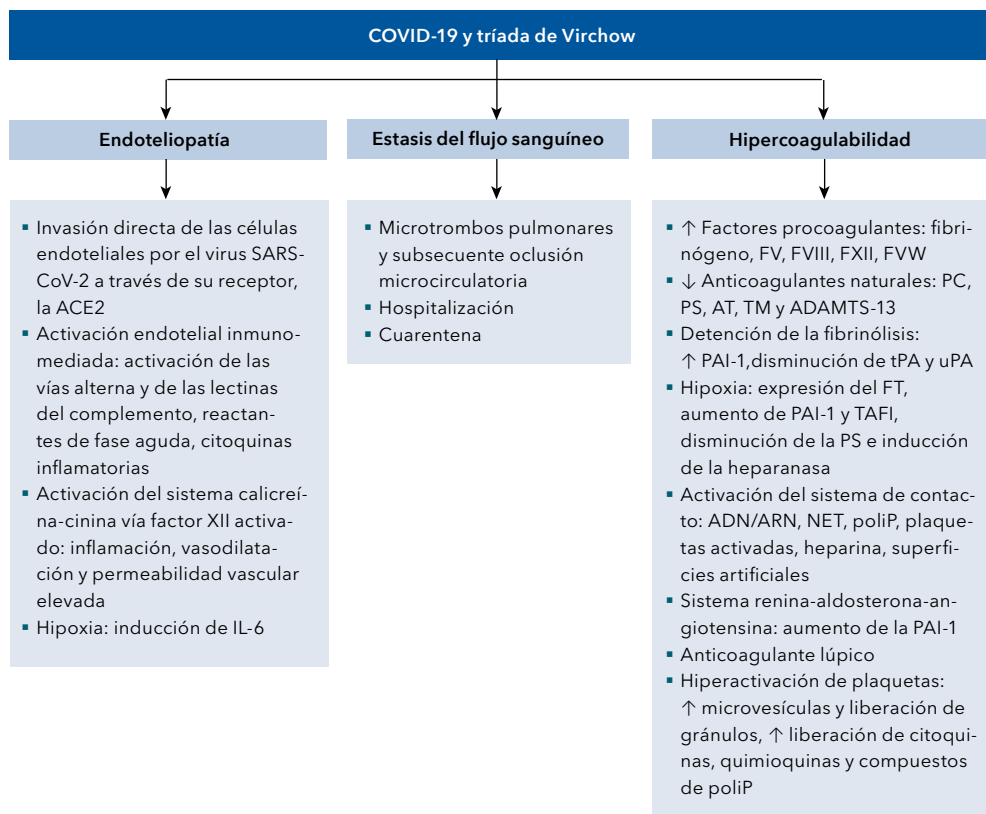 COVID-19 y tríada de Virchow
Endoteliopatía
▪ Invasión directa de las células
endoteliales por el virus SARS-
CoV-2 a través de su receptor,
la ACE2
▪ Activación endotelial inmuno-
mediada: activación de las
vías alterna y de las lectinas
del complemento, reactan-
tes de fase aguda, citoquinas
inflamatorias
▪ Activación del sistema calicreí-
na-cinina vía factor XII activa-
do: inflamación, vasodilata-
ción y permeabilidad vascular
elevada
▪ Hipoxia: inducción de IL-6
Estasis del flujo sanguíneo
▪ Microtrombos pulmonares
y subsecuente oclusión
microcirculatoria
▪ Hospitalización
▪ Cuarentena
Hipercoagulabilidad
▪ ↑ Factores procoagulantes: fibri-
nógeno, FV, FVIII, FXII, FVW
▪ ↓ Anticoagulantes naturales: PC,
PS, AT, TM y ADAMTS-13
▪ Detención de la fibrinólisis:
↑ PAI-1,disminución de tPA y uPA
▪ Hipoxia: expresión del FT,
aumento de PAI-1 y TAFI,
disminución de la PS e inducción
de la heparanasa
▪ Activación del sistema de contac-
to: ADN/ARN, NET, poliP, plaque-
tas activadas, heparina, superfi-
cies artificiales
▪ Sistema renina-aldosterona-an-
giotensina: aumento de la PAI-1
▪ Anticoagulante lúpico
▪ Hiperactivación de plaquetas:
↑ microvesículas y liberación de
gránulos, ↑ liberación de citoqui-
nas, quimioquinas y compuestos
de poliP